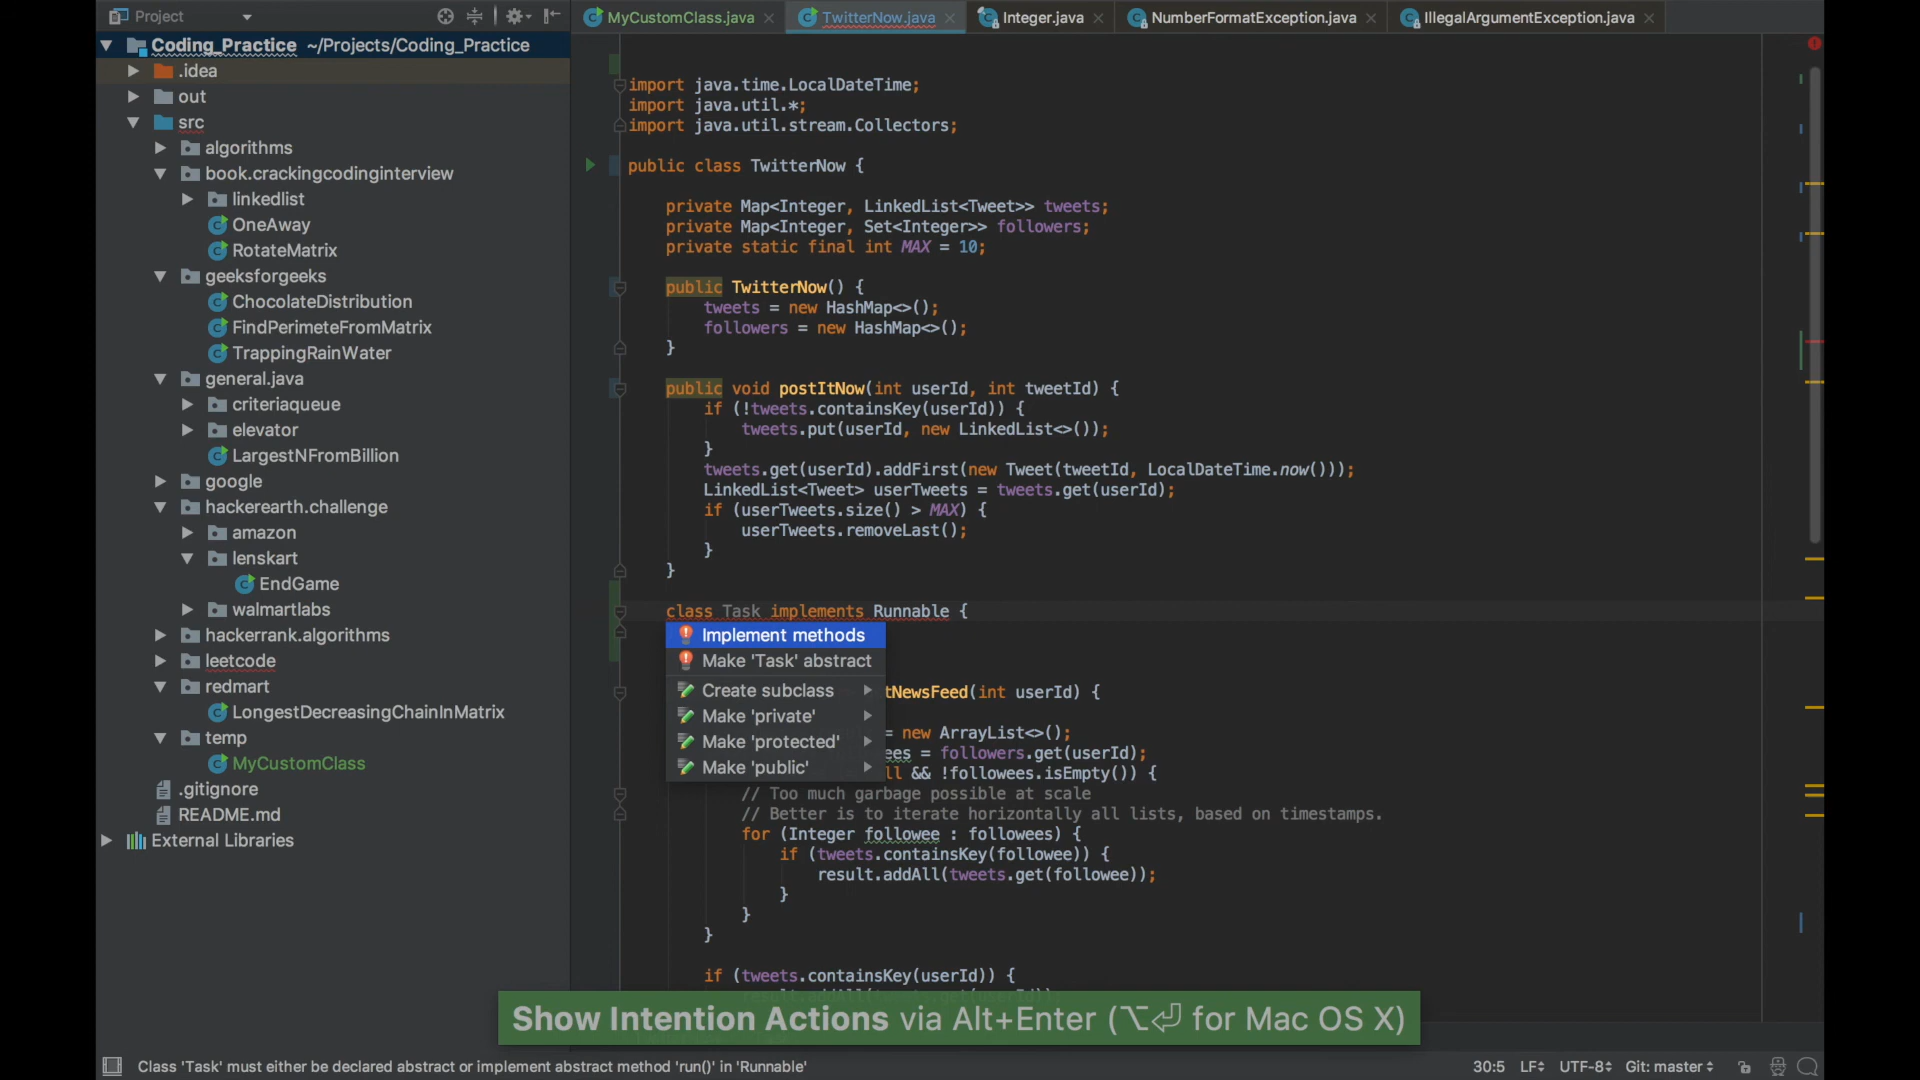 Project
MyCustomClass.java
TwitterNow.java
Integer.java
NumberFormatException.java
IllegalArgumentException.java
Coding_Practice ~/Projects/Coding_Practice
.idea
out
src
algorithms
book.crackingcodinginterview
linkedlist
OneAway
RotateMatrix
geeksforgeeks
ChocolateDistribution
FindPerimeteFromMatrix
TrappingRainWater
general.java
criteriaqueue
elevator
LargestNFromBillion
google
hackerearth.challenge
amazon
lenskart
EndGame
walmartlabs
hackerrank.algorithms
leetcode
redmart
LongestDecreasingChainInMatrix
temp
MyCustomClass
.gitignore
README.md
External Libraries
import java.time.LocalDateTime;
import java.util.*;
import java.util.stream.Collectors;
public class TwitterNow {
private Map<Integer, LinkedList<Tweet>> tweets;
private Map<Integer, Set<Integer>> followers;
private static final int MAX = 10;
public TwitterNow() {
tweets = new HashMap<>();
followers = new HashMap<>();
}
public void postItNow(int userId, int tweetId) {
if (!tweets.containsKey(userId)) {
tweets.put(userId, new LinkedList<>());
}
tweets.get(userId).addFirst(new Tweet(tweetId, LocalDateTime.now()));
LinkedList<Tweet> userTweets = tweets.get(userId);
if (userTweets.size() > MAX) {
userTweets.removeLast();
}
}
class Task implements Runnable {
Implement methods
Make 'Task' abstract
Create subclass
Make 'private'
Make 'protected'
Make 'public'
tNewsFeed(int userId) {
= new ArrayList<>();
ees = followers.get(userId);
ll && !followees.isEmpty()) {
// Too much garbage possible at scale
// Better is to iterate horizontally all lists, based on timestamps.
for (Integer followee : followees) {
if (tweets.containsKey(followee)) {
result.addAll(tweets.get(followee));
}
}
}
if (tweets.containsKey(userId)) {
Show Intention Actions via Alt+Enter (⌥⏎ for Mac OS X)
Class 'Task' must either be declared abstract or implement abstract method 'run()' in 'Runnable'
30:5 LF UTF-8 Git: master